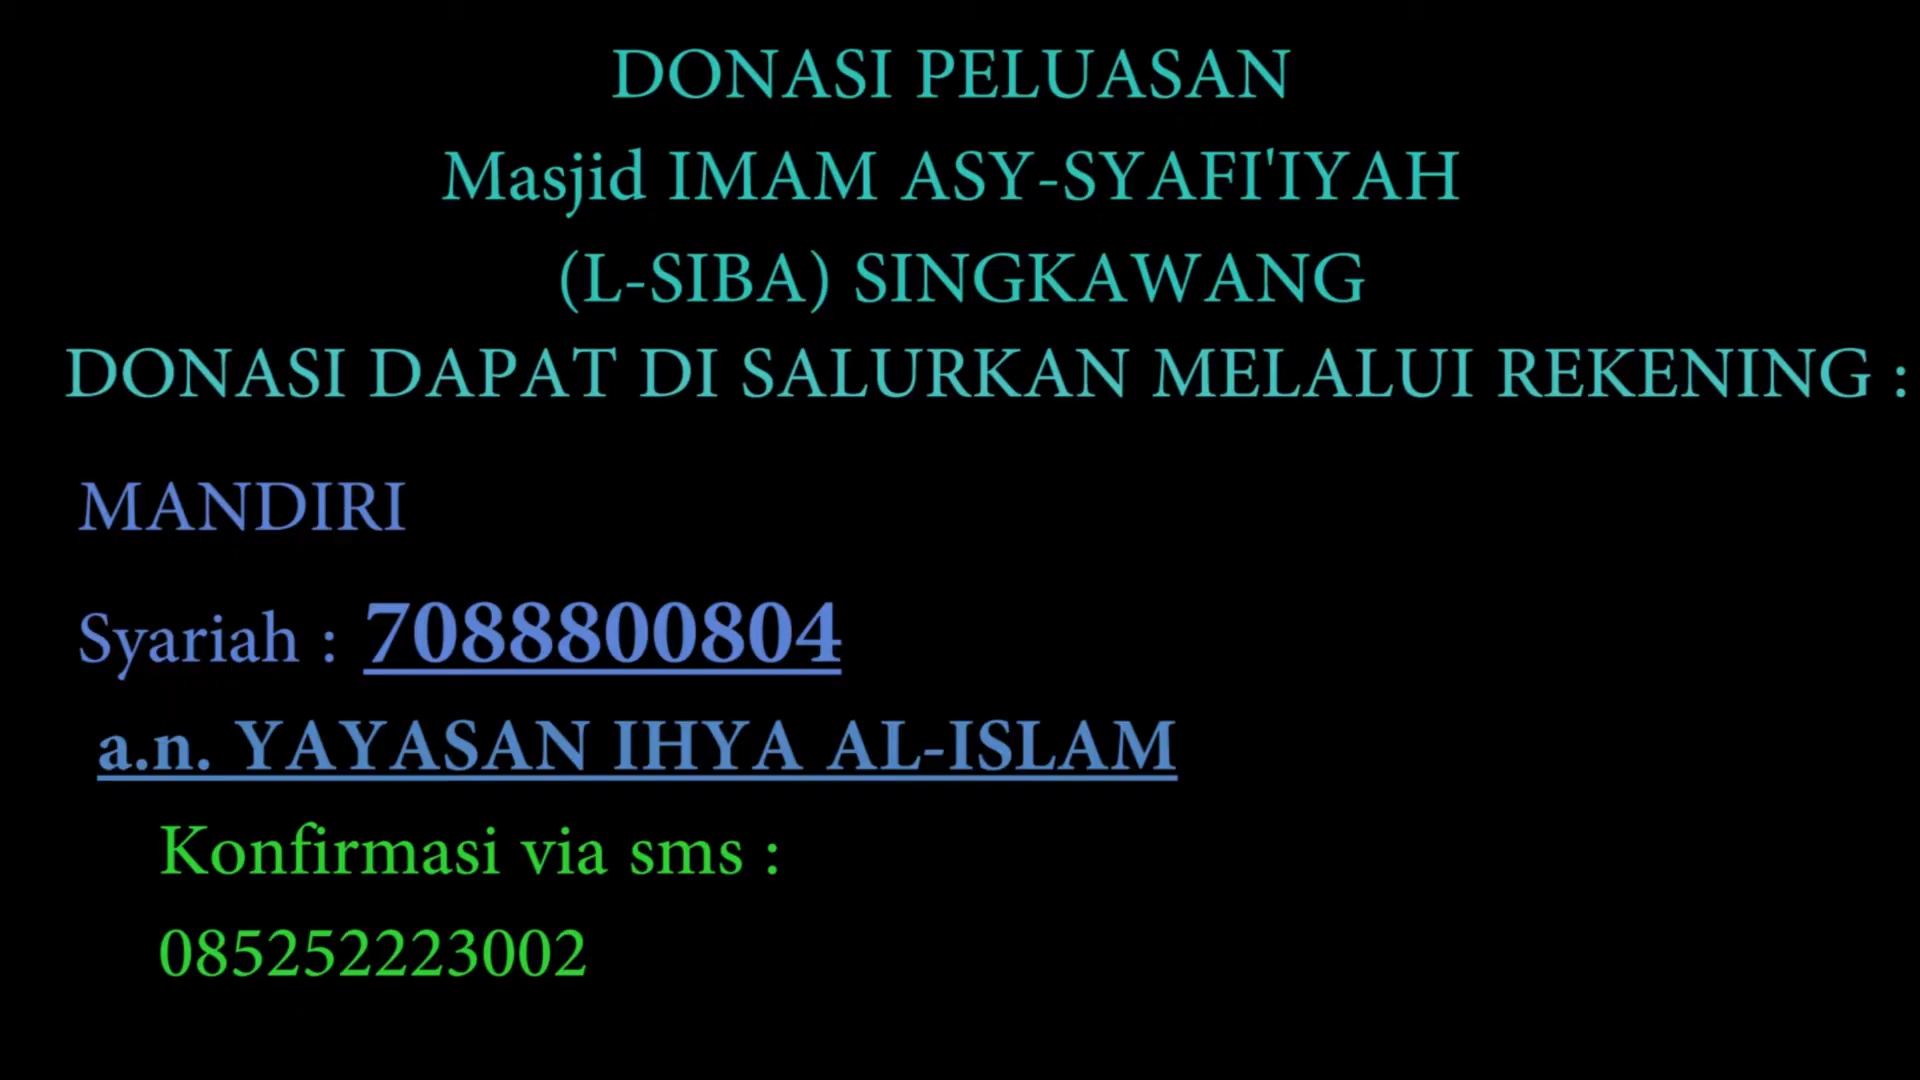 DONASI PELUASAN
Masjid IMAM ASY-SYAFI'IYAH
(L-SIBA) SINGKAWANG
DONASI DAPAT DI SALURKAN MELALUI REKENING :
MANDIRI
Syariah : 7088800804
a.n. YAYASAN IHYA AL-ISLAM
Konfirmasi via sms :
085252223002